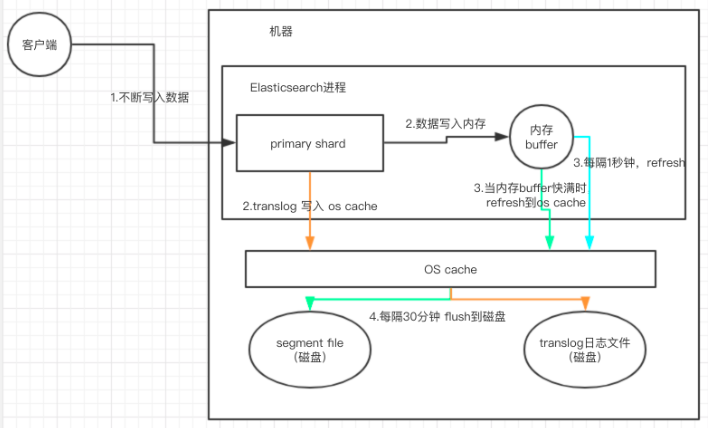 机器
客户端
Elasticsearch进程
1.不断写入数据
2.数据写入内存
内存
buffer
primary shard
3.每隔1秒钟，refresh
3.当内存buffer快满时，
refresh到os cache
2.translog 写入 os cache
OS cache
4.每隔30分钟 flush到磁盘
segment file
（磁盘）
translog日志文件
（磁盘）